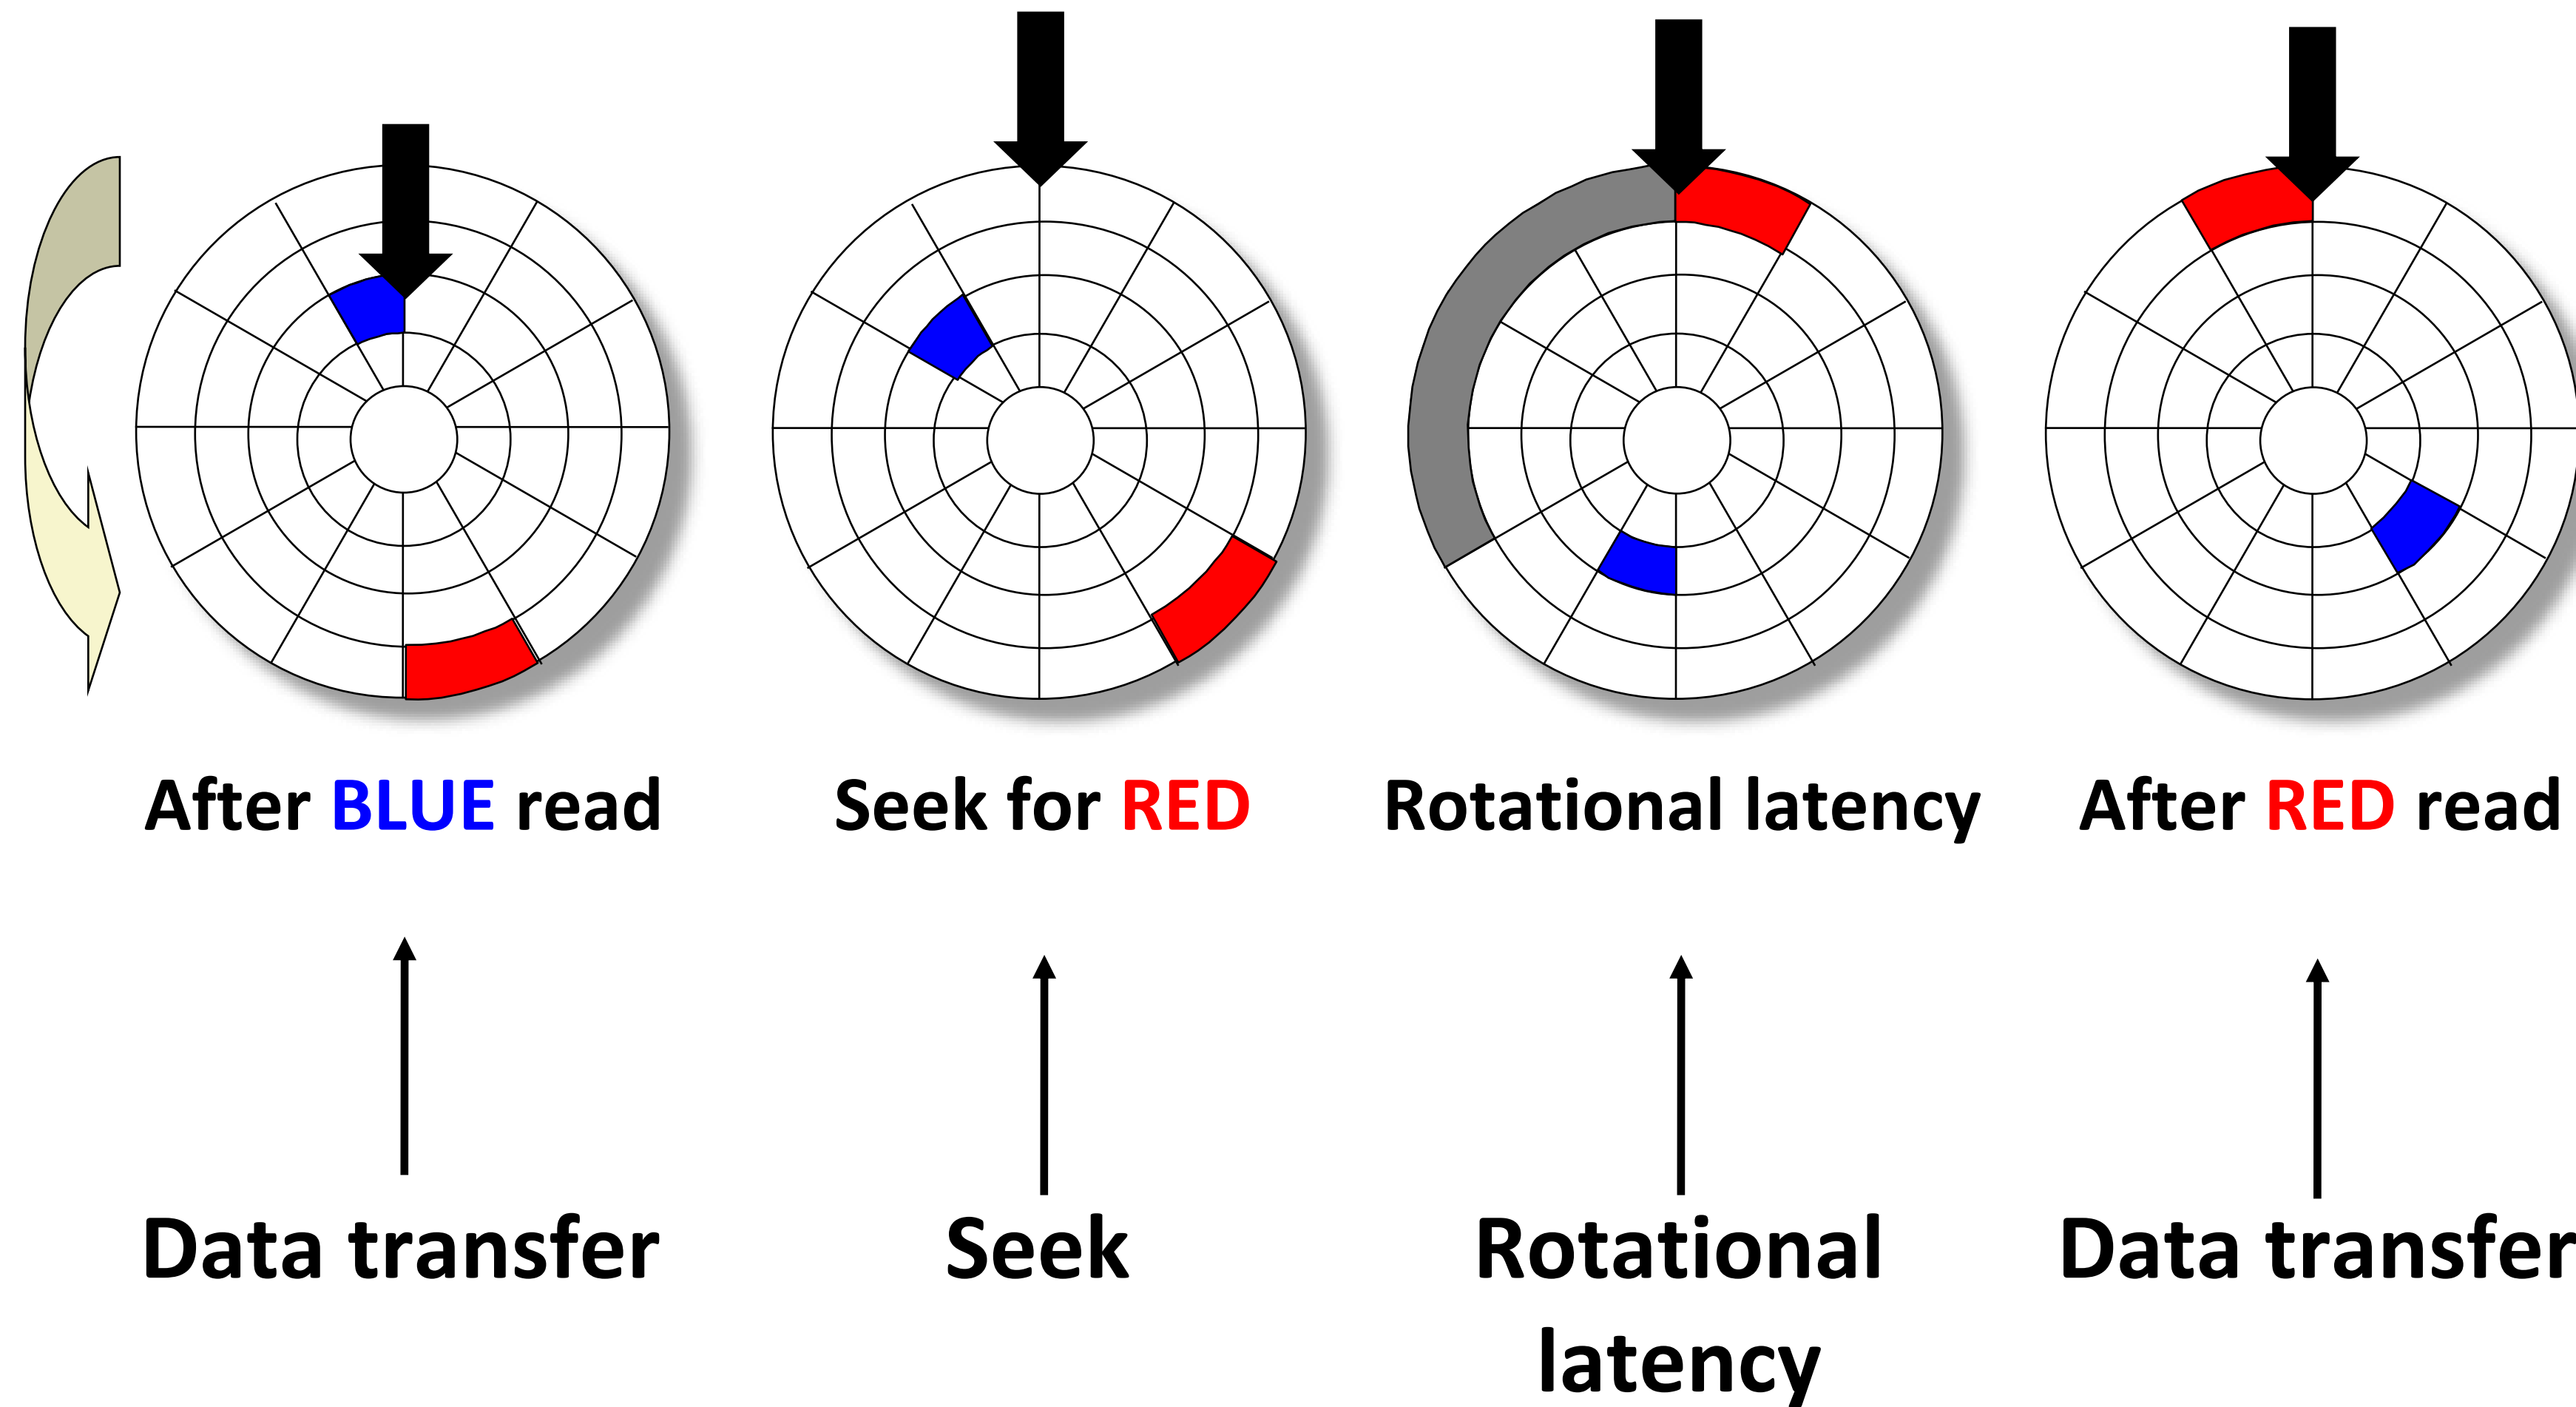 After BLUE read
Seek for RED
Rotational latency
After RED read
Data transfer
Seek
Rotational
latency
Data transfer